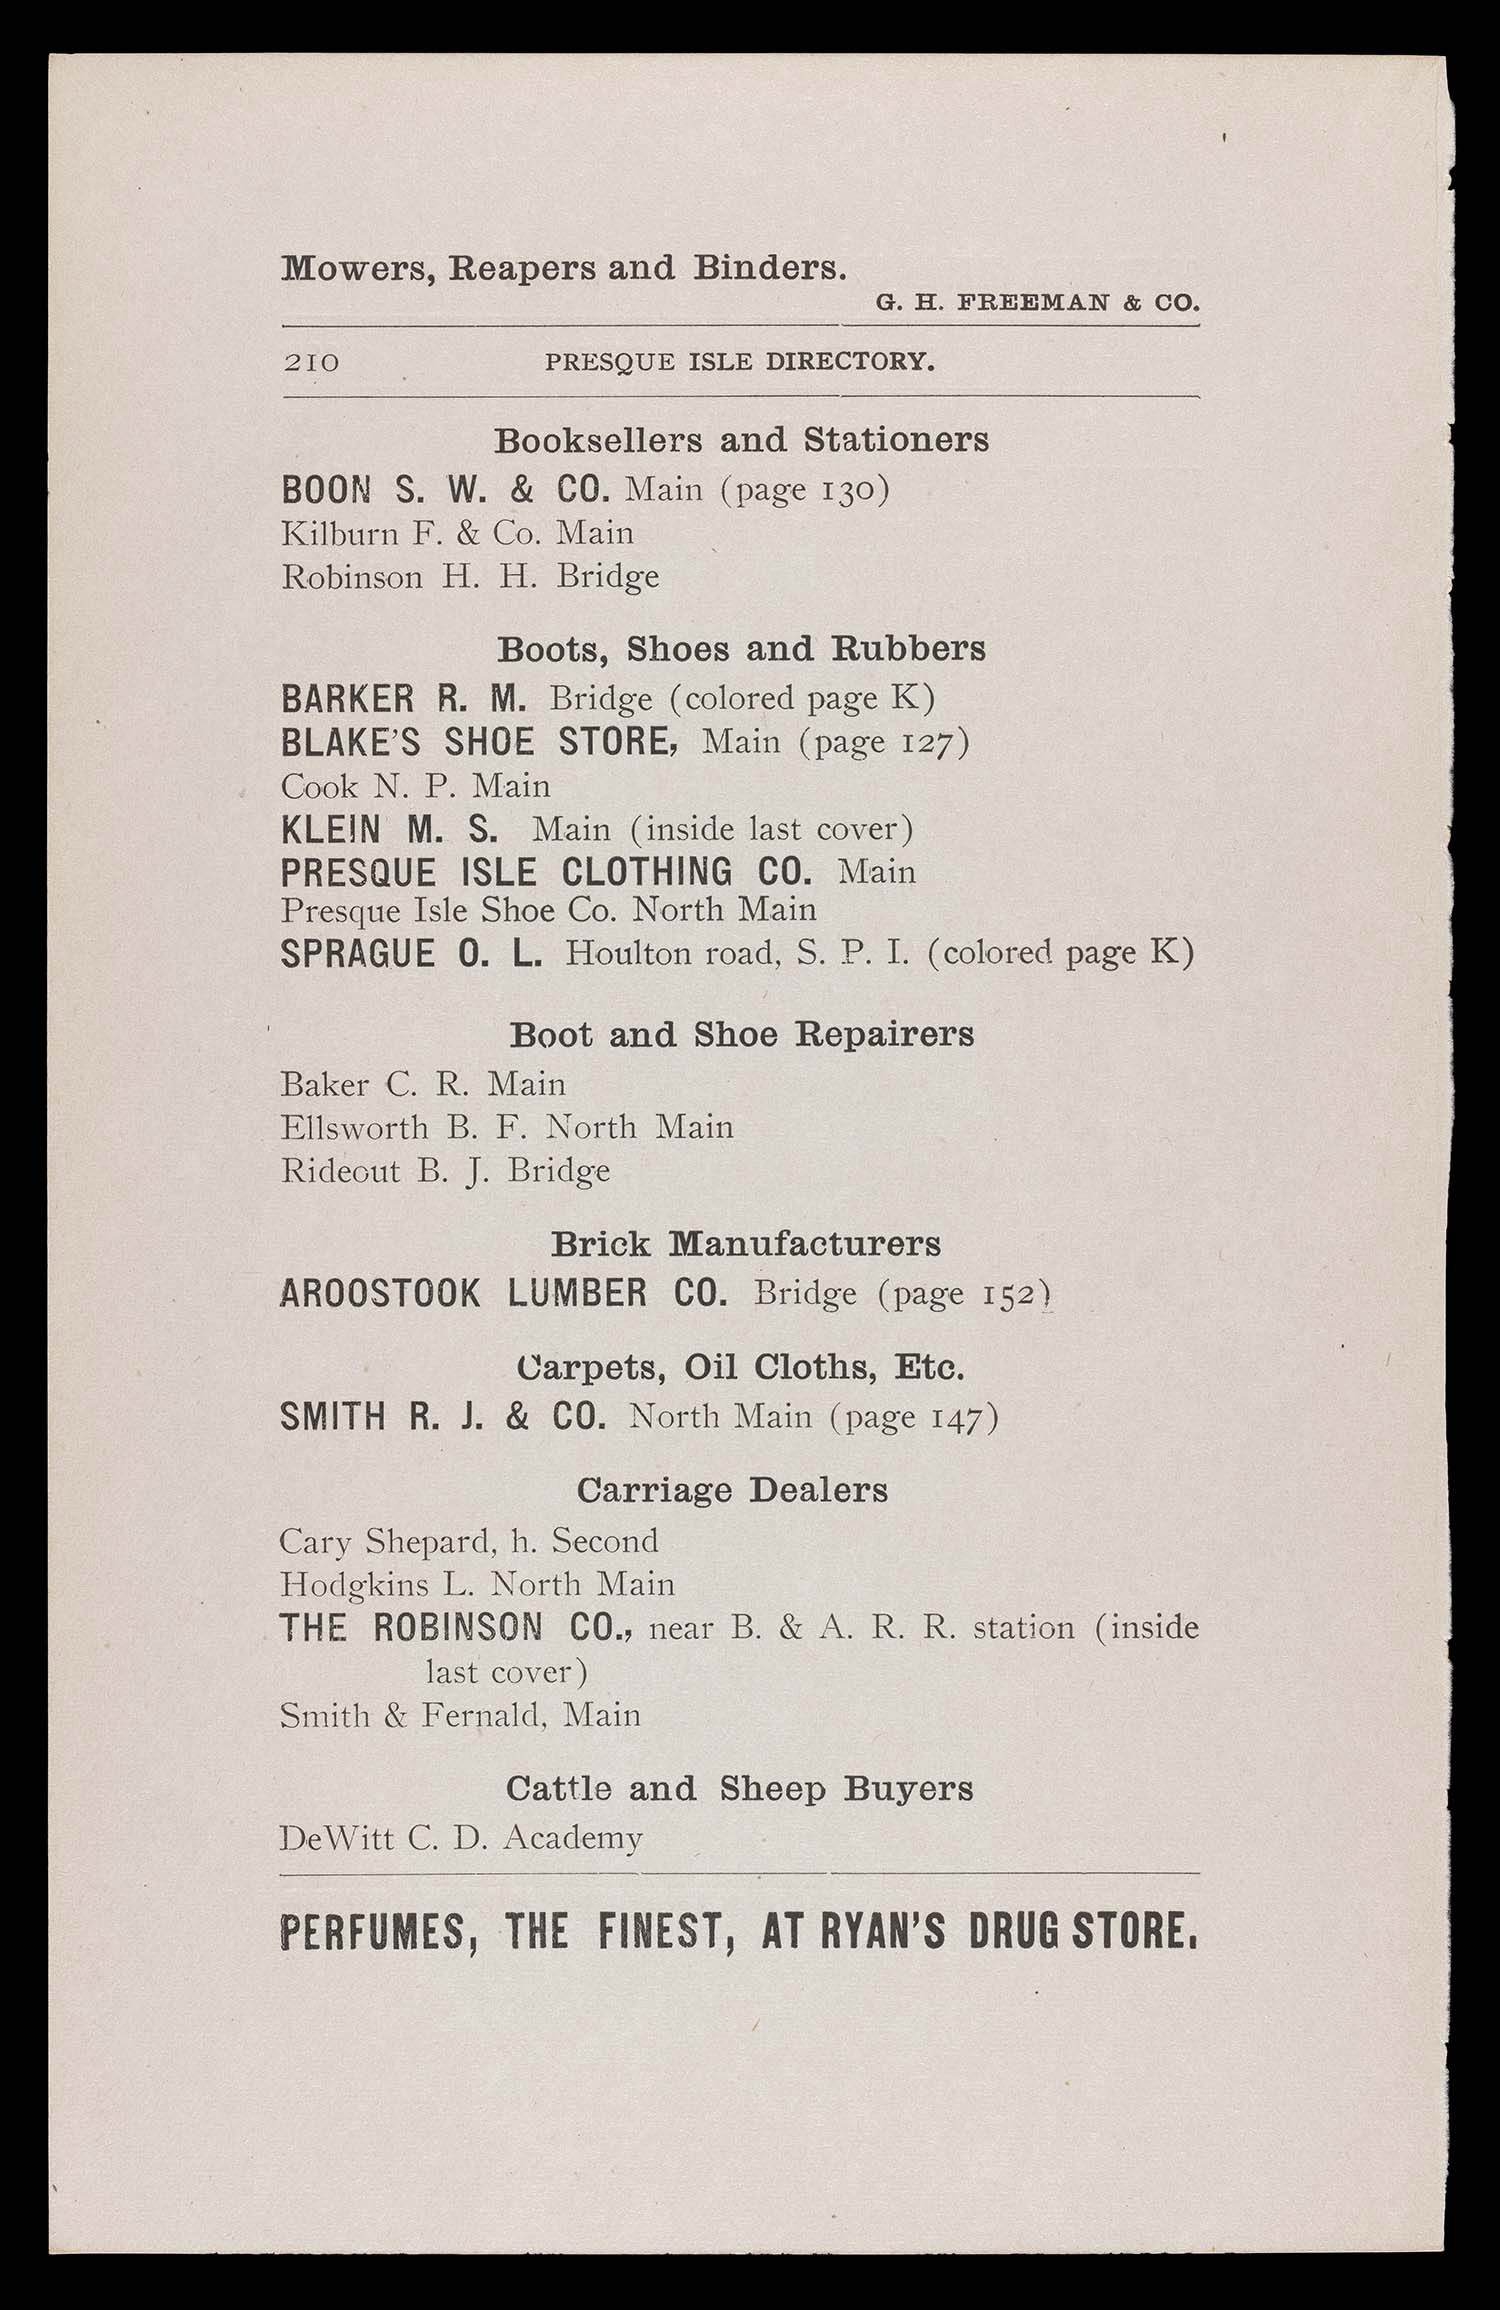 Mowers, Reapers and Binders.
G. H. FREEMAN & CO.
210 PRESQUE ISLE DIRECTORY.
Booksellers and Stationers
BOON S. W. & CO. Main (page 130)
Kilburn F. & Co. Main
Robinson H. H. Bridge
Boots, Shoes and Rubbers
BARKER R. M. Bridge (colored page K)
BLAKE'S SHOE STORE, Main (page 127)
Cook N. P. Main
KLEIN M. S. Main (inside last cover)
PRESQUE ISLE CLOTHING CO. Main
Presque Isle Shoe Co. North Main
SPRAGUE O. L. Houlton road, S. P. I. (colored page K)
Boot and Shoe Repairers
Baker C. R. Main
Ellsworth B. F. North Main
Rideout B. J. Bridge
Brick Manufacturers
AROOSTOOK LUMBER CO. Bridge (page 152)
Carpets, Oil Cloths, Etc.
SMITH R. J. & CO. North Main (page 147)
Carriage Dealers
Cary Shepard, h. Second
Hodgkins L. North Main
THE ROBINSON CO., near B. & A. R. R. station (inside
last cover)
Smith & Fernald, Main
Cattle and Sheep Buyers
DeWitt C. D. Academy
PERFUMES, THE FINEST, AT RYAN'S DRUG STORE.